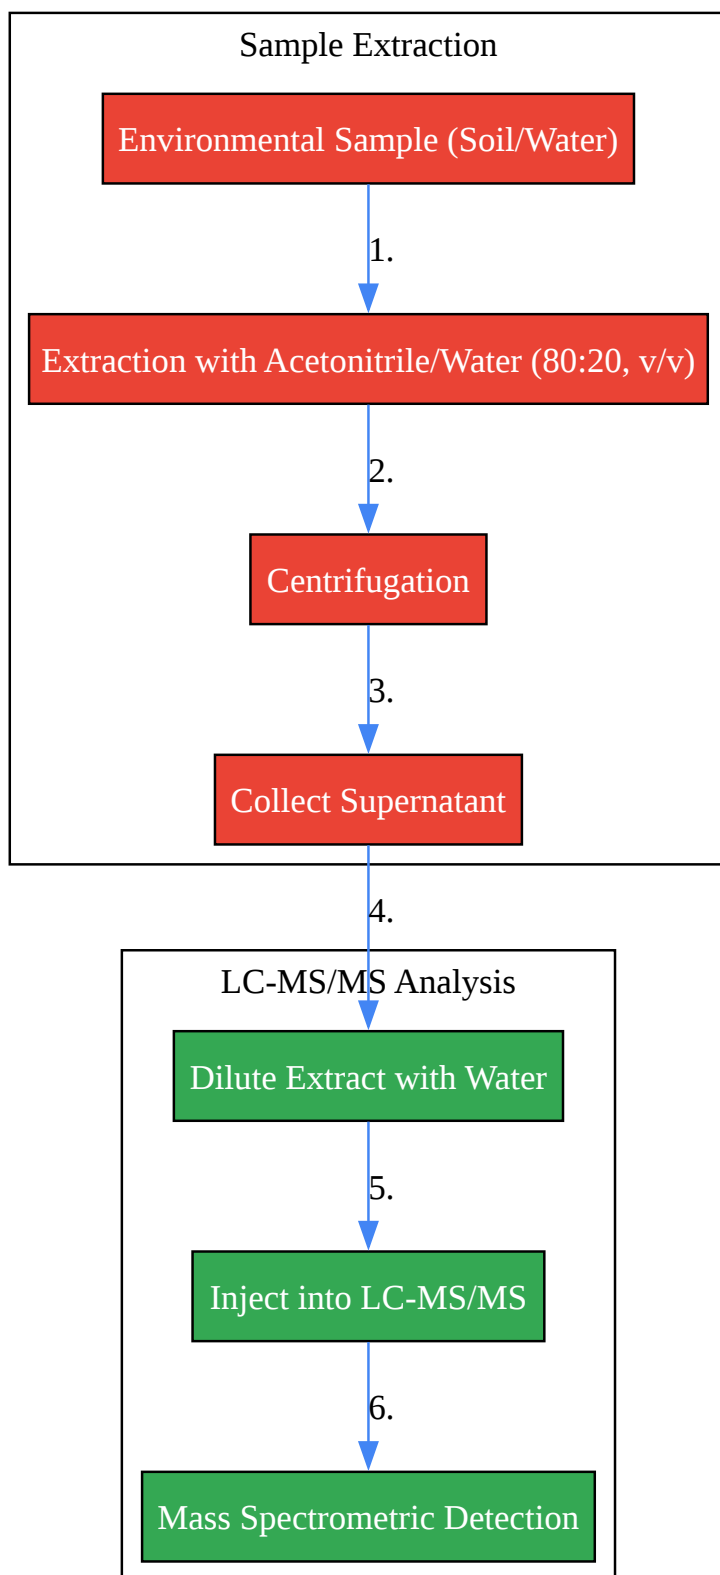 Sample Extraction
Environmental Sample (Soil/Water)
1.
Extraction with Acetonitrile/Water (80:20, v/v)
2.
Centrifugation
3.
Collect Supernatant
4.
LC-MS/MS Analysis
Dilute Extract with Water
5.
Inject into LC-MS/MS
6.
Mass Spectrometric Detection